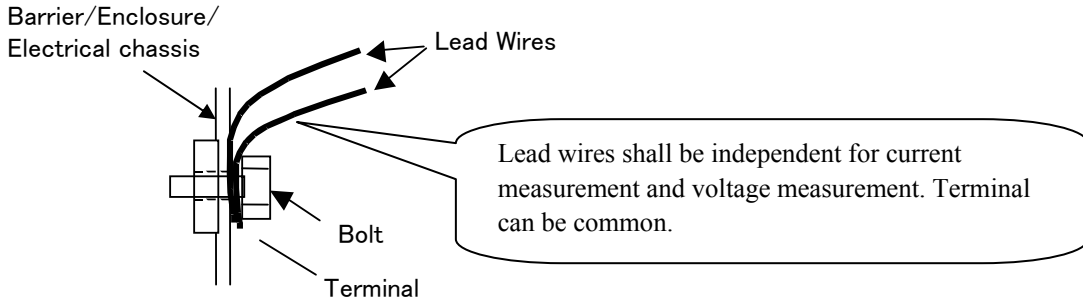 Barrier/Enclosure/
Electrical chassis
Lead Wires
Lead wires shall be independent for current
measurement and voltage measurement. Terminal
can be common.
Bolt
Terminal